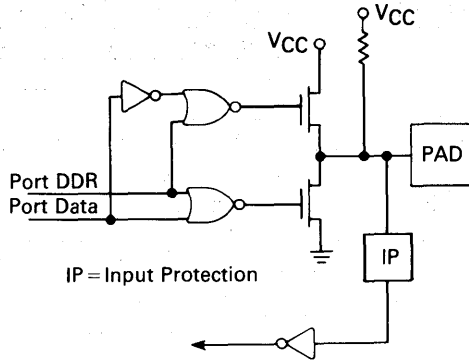 VCC
VCC
PAD
Port DDR
Port Data
IP
IP = Input Protection